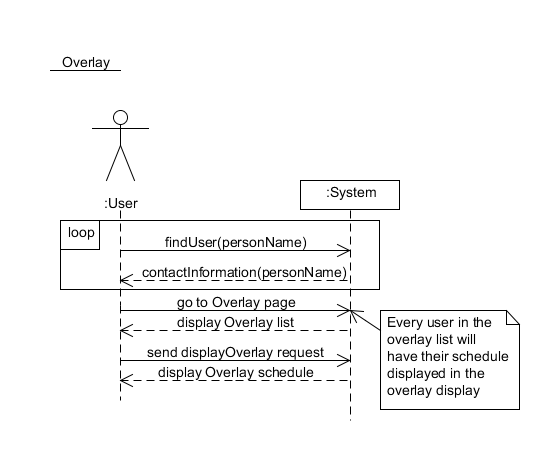 Overlay
:User
:System
loop
findUser(personName)
contactInformation(personName)
go to Overlay page
display Overlay list
send displayOverlay request
display Overlay schedule
Every user in the
overlay list will
have their schedule
displayed in the
overlay display